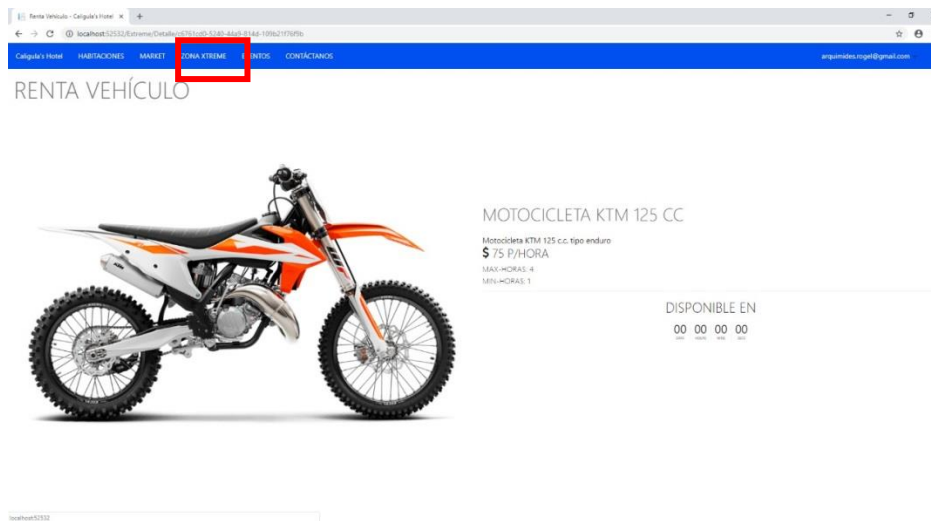 Renta Vehículo - Caligula's Hotel
localhost:52532/Extreme/Detalle/
Caligula's Hotel HABITACIONES MARKET ZONA XTREME EVENTOS CONTÁCTANOS arquimides.rogel@gmail.com
RENTA VEHÍCULO
KTM
MOTOCICLETA KTM 125 CC
Motocicleta KTM 125 c.c. tipo enduro
$ 75 P/HORA
MAX-HORAS: 4
MIN-HORAS: 1
DISPONIBLE EN
00 00 00 00
localhost:52532